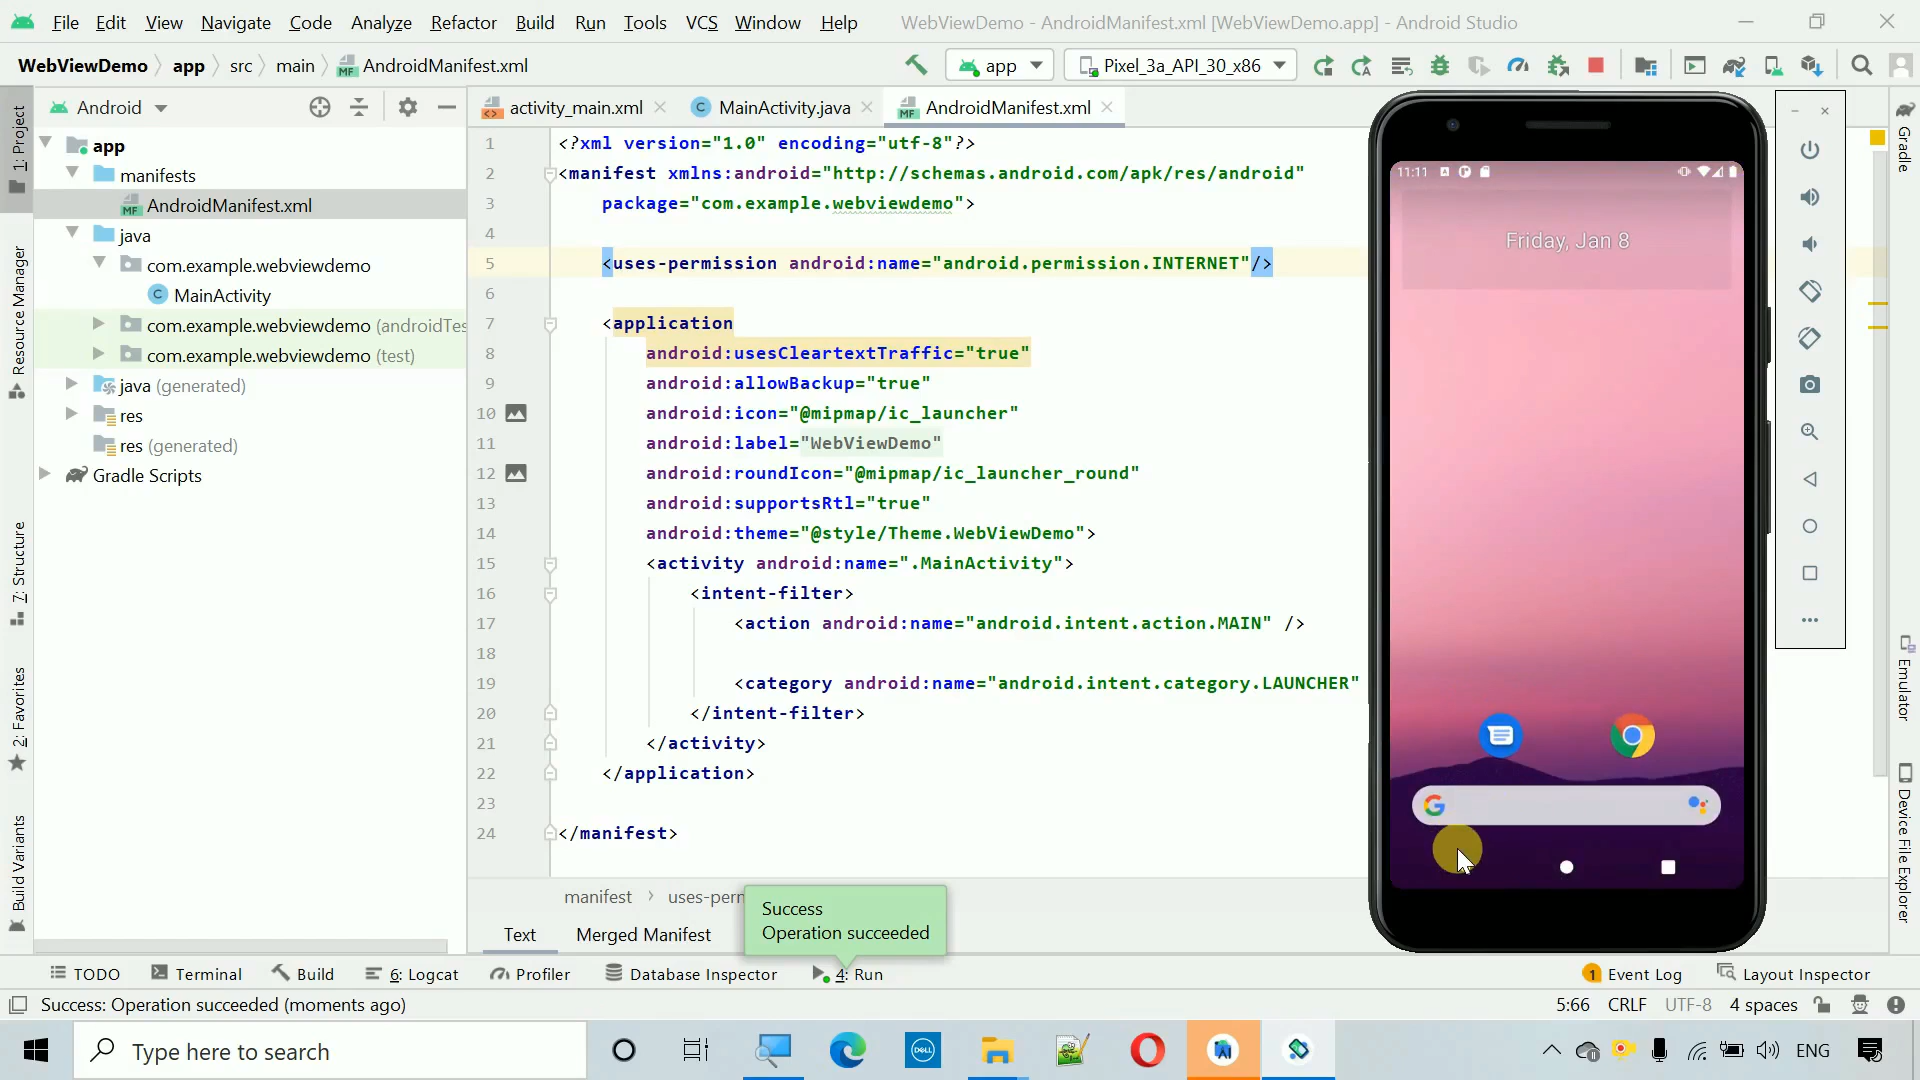 File Edit View Navigate Code Analyze Refactor Build Run Tools VCS Window Help WebViewDemo - AndroidManifest.xml [WebViewDemo.app] - Android Studio
WebViewDemo app src main AndroidManifest.xml app Pixel_3a_API_30_x86
Android activity_main.xml MainActivity.java AndroidManifest.xml
1: Project
Resource Manager
7: Structure
2: Favorites
Build Variants
app
manifests
AndroidManifest.xml
java
com.example.webviewdemo
MainActivity
com.example.webviewdemo (androidTes
com.example.webviewdemo (test)
java (generated)
res
res (generated)
Gradle Scripts
1 <?xml version="1.0" encoding="utf-8"?>
2 <manifest xmlns:android="http://schemas.android.com/apk/res/android"
3 package="com.example.webviewdemo">
4
5 <uses-permission android:name="android.permission.INTERNET"/>
6
7 <application
8 android:usesCleartextTraffic="true"
9 android:allowBackup="true"
10 android:icon="@mipmap/ic_launcher"
11 android:label="WebViewDemo"
12 android:roundIcon="@mipmap/ic_launcher_round"
13 android:supportsRtl="true"
14 android:theme="@style/Theme.WebViewDemo">
15 <activity android:name=".MainActivity">
16 <intent-filter>
17 <action android:name="android.intent.action.MAIN" />
18
19 <category android:name="android.intent.category.LAUNCHER"
20 </intent-filter>
21 </activity>
22 </application>
23
24 </manifest>
11:11
Friday, Jan 8
Gradle
Emulator
Device File Explorer
manifest uses-perm
Success
Operation succeeded
Text Merged Manifest
TODO Terminal Build 6: Logcat Profiler Database Inspector 4: Run 1 Event Log Layout Inspector
Success: Operation succeeded (moments ago) 5:66 CRLF UTF-8 4 spaces
Type here to search DELL ENG